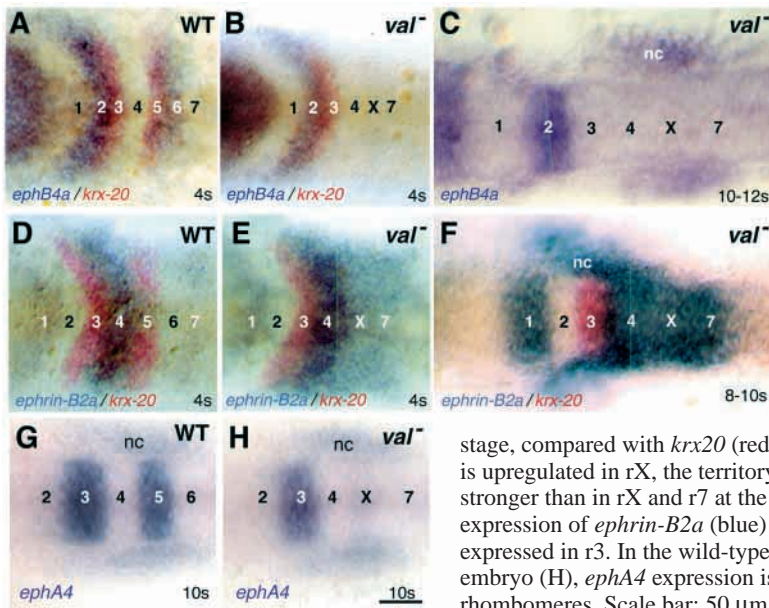 A WT
1 2 3 4 5 6 7
ephB4a / krx-20 4s
B val-
1 2 3 4 X 7
ephB4a / krx-20 4s
C val-
nc
1 2 3 4 X 7
ephB4a 10-12s
D WT
1 2 3 4 5 6 7
ephrin-B2a / krx-20 4s
E val-
1 2 3 4 X 7
ephrin-B2a / krx-20 4s
F val-
nc
1 2 3 4 X 7
ephrin-B2a / krx-20 8-10s
G nc WT
2 3 4 5 6
ephA4 10s
H nc val-
2 3 4 X 7
ephA4 10s
stage, compared with krx20 (red
is upregulated in rX, the territory
stronger than in rX and r7 at the
expression of ephrin-B2a (blue)
expressed in r3. In the wild-type
embryo (H), ephA4 expression is
rhombomeres. Scale bar: 50 μm